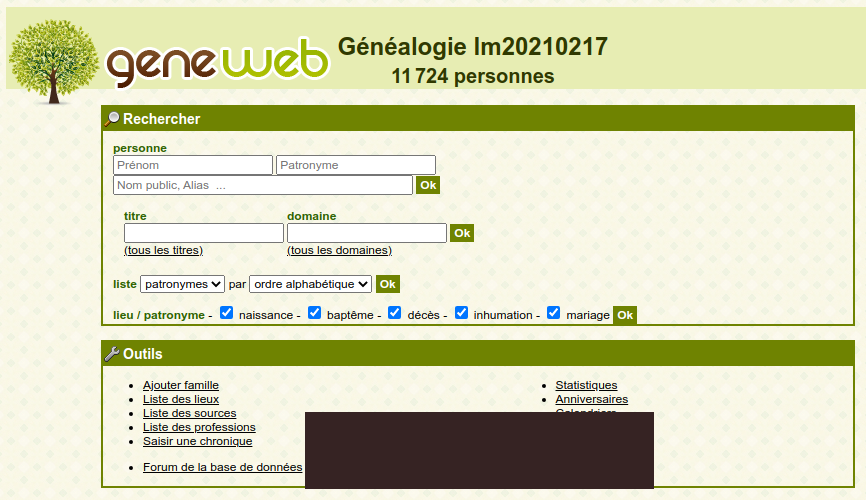 geneweb
Généalogie lm20210217
11 724 personnes
Rechercher
personne
Prénom Patronyme
Nom public, Alias ... Ok
titre domaine
Ok
(tous les titres) (tous les domaines)
liste patronymes par ordre alphabétique Ok
lieu / patronyme - naissance - baptême - décès - inhumation - mariage Ok
Outils
Ajouter famille
Liste des lieux
Liste des sources
Liste des professions
Saisir une chronique
Forum de la base de données
Statistiques
Anniversaires